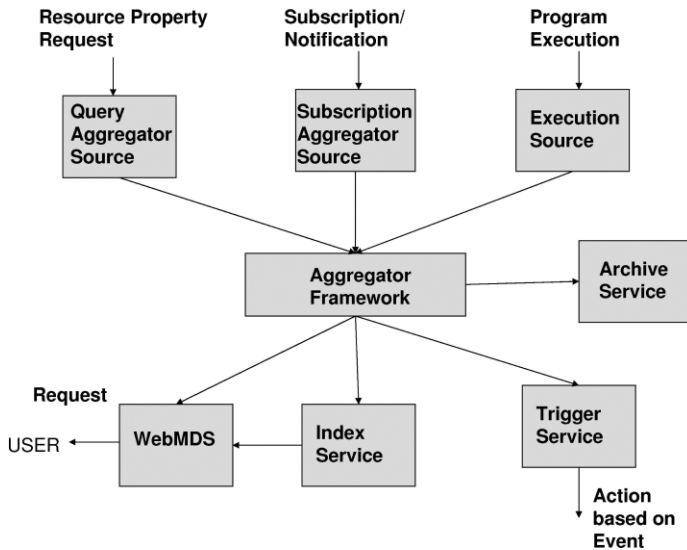 Resource Property
Request
Subscription/
Notification
Program
Execution
Query
Aggregator
Source
Subscription
Aggregator
Source
Execution
Source
Aggregator
Framework
Archive
Service
Request
USER
WebMDS
Index
Service
Trigger
Service
Action
based on
Event